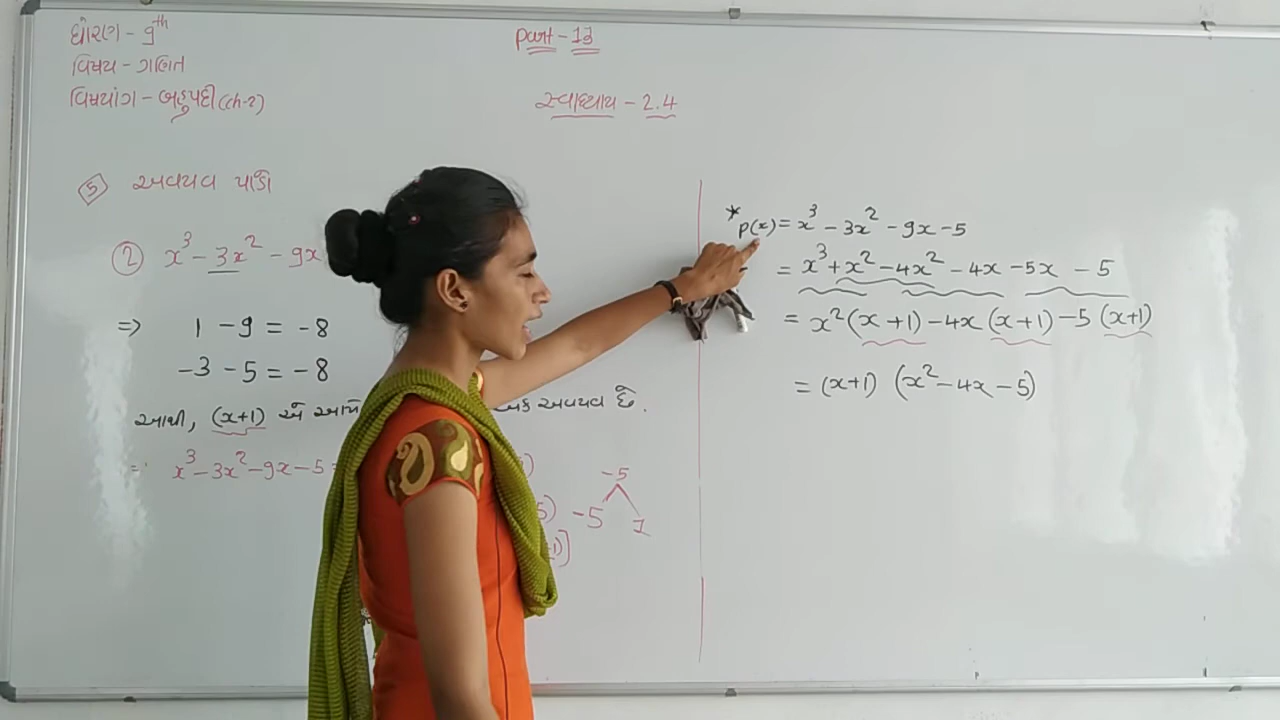 ધોરણ - 9th
વિષય - ગણિત
વિષયાંગ - બહુપદી (ch-2)
Part - 13
સ્વાધ્યાય - 2.4
5 અવયવ પાડો
2 x³ - 3x² - 9x
⇒ 1 - 9 = -8
-3 - 5 = -8
આથી, (x+1) એ અવયવ છે.
x³ - 3x² - 9x - 5 =
-5
-5 1
* p(x) = x³ - 3x² - 9x - 5
= x³ + x² - 4x² - 4x - 5x - 5
= x² (x+1) - 4x (x+1) - 5 (x+1)
= (x+1) (x² - 4x - 5)